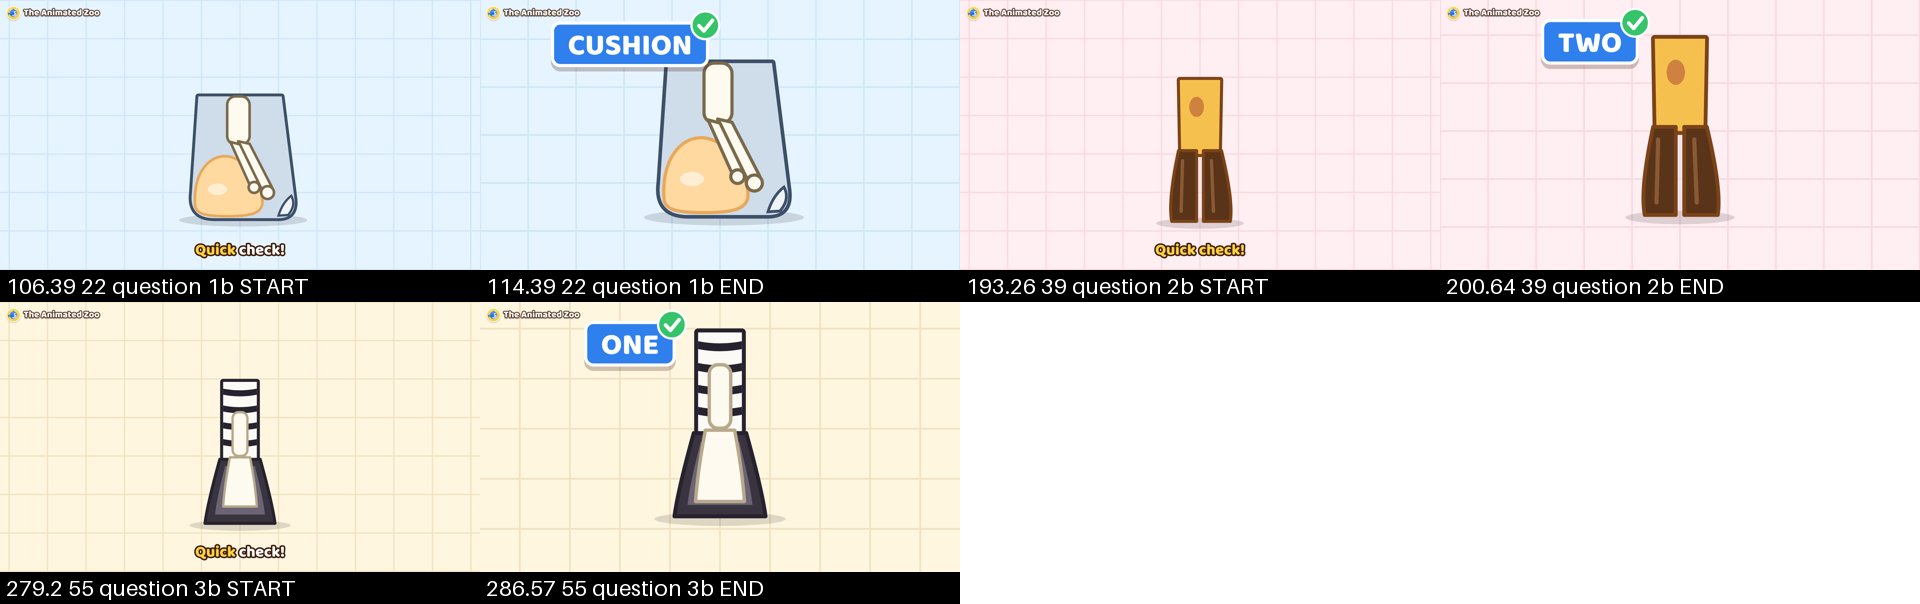 The Animated Zoo
Quick check!
106.39 22 question 1b START
The Animated Zoo
CUSHION
114.39 22 question 1b END
The Animated Zoo
Quick check!
193.26 39 question 2b START
The Animated Zoo
TWO
200.64 39 question 2b END
The Animated Zoo
Quick check!
279.2 55 question 3b START
The Animated Zoo
ONE
286.57 55 question 3b END